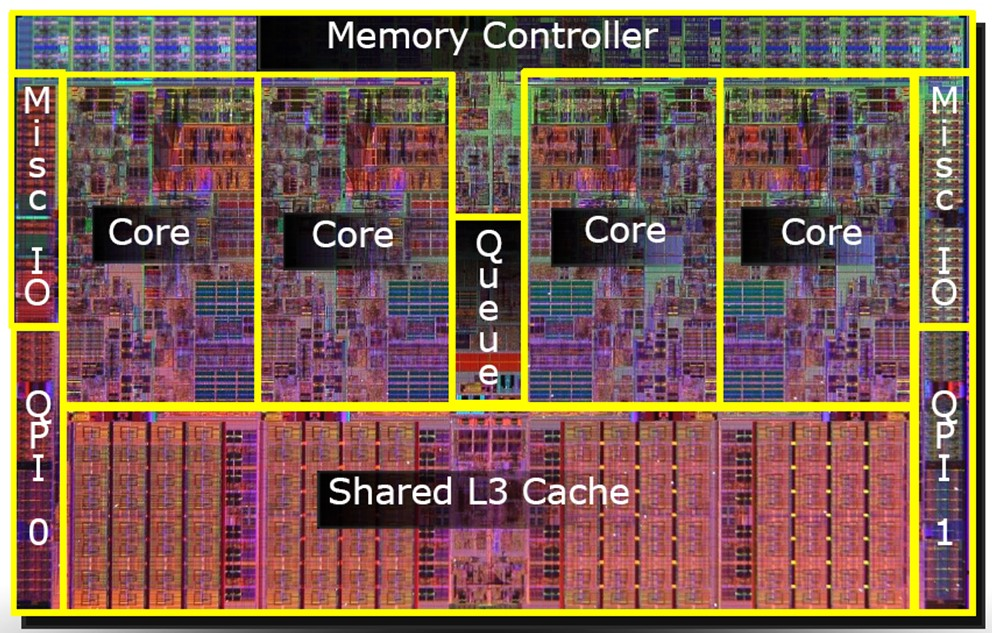 Memory Controller
Misc IO
Core
Core
Queue
Core
Core
Misc IO
QPI 0
Shared L3 Cache
QPI 1